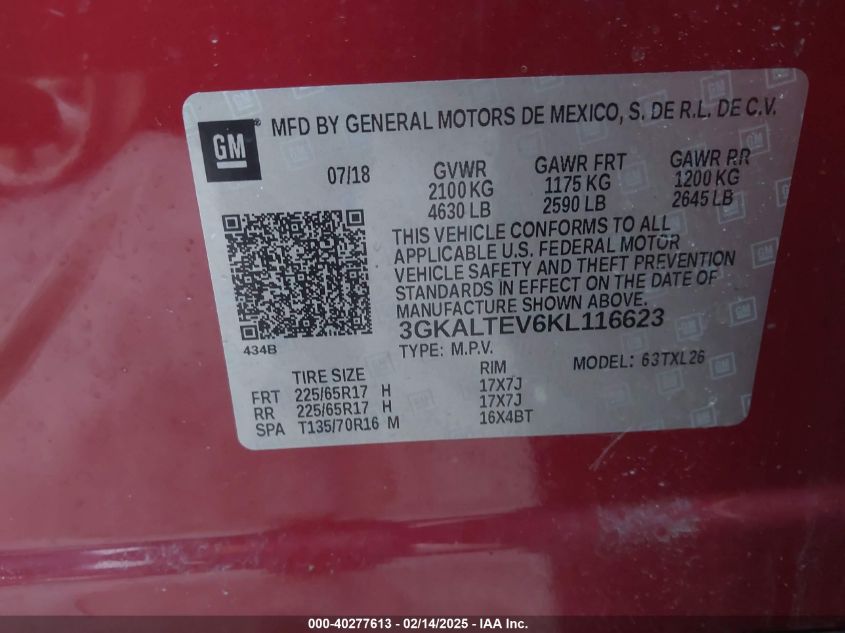 GM
MFD BY GENERAL MOTORS DE MEXICO, S. DE R.L. DE C.V.
07/18
GVWR GAWR FRT GAWR RR
2100 KG 1175 KG 1200 KG
4630 LB 2590 LB 2645 LB
THIS VEHICLE CONFORMS TO ALL
APPLICABLE U.S. FEDERAL MOTOR
VEHICLE SAFETY AND THEFT PREVENTION
STANDARDS IN EFFECT ON THE DATE OF
MANUFACTURE SHOWN ABOVE.
3GKALTEV6KL116623
434B
TYPE: M.P.V. MODEL: 63TXL26
TIRE SIZE RIM
FRT 225/65R17 H 17X7J
RR 225/65R17 H 17X7J
SPA T135/70R16 M 16X4BT
000-40277613 - 02/14/2025 - IAA Inc.